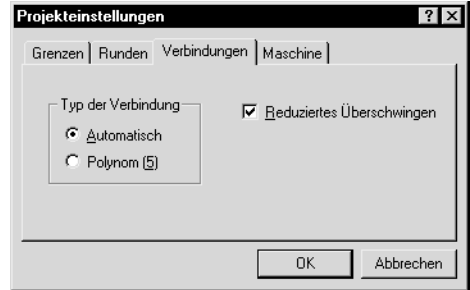 Projekteinstellungen
Grenzen Runden Verbindungen Maschine
Typ der Verbindung
Automatisch
Polynom (5)
Reduziertes Überschwingen
OK Abbrechen